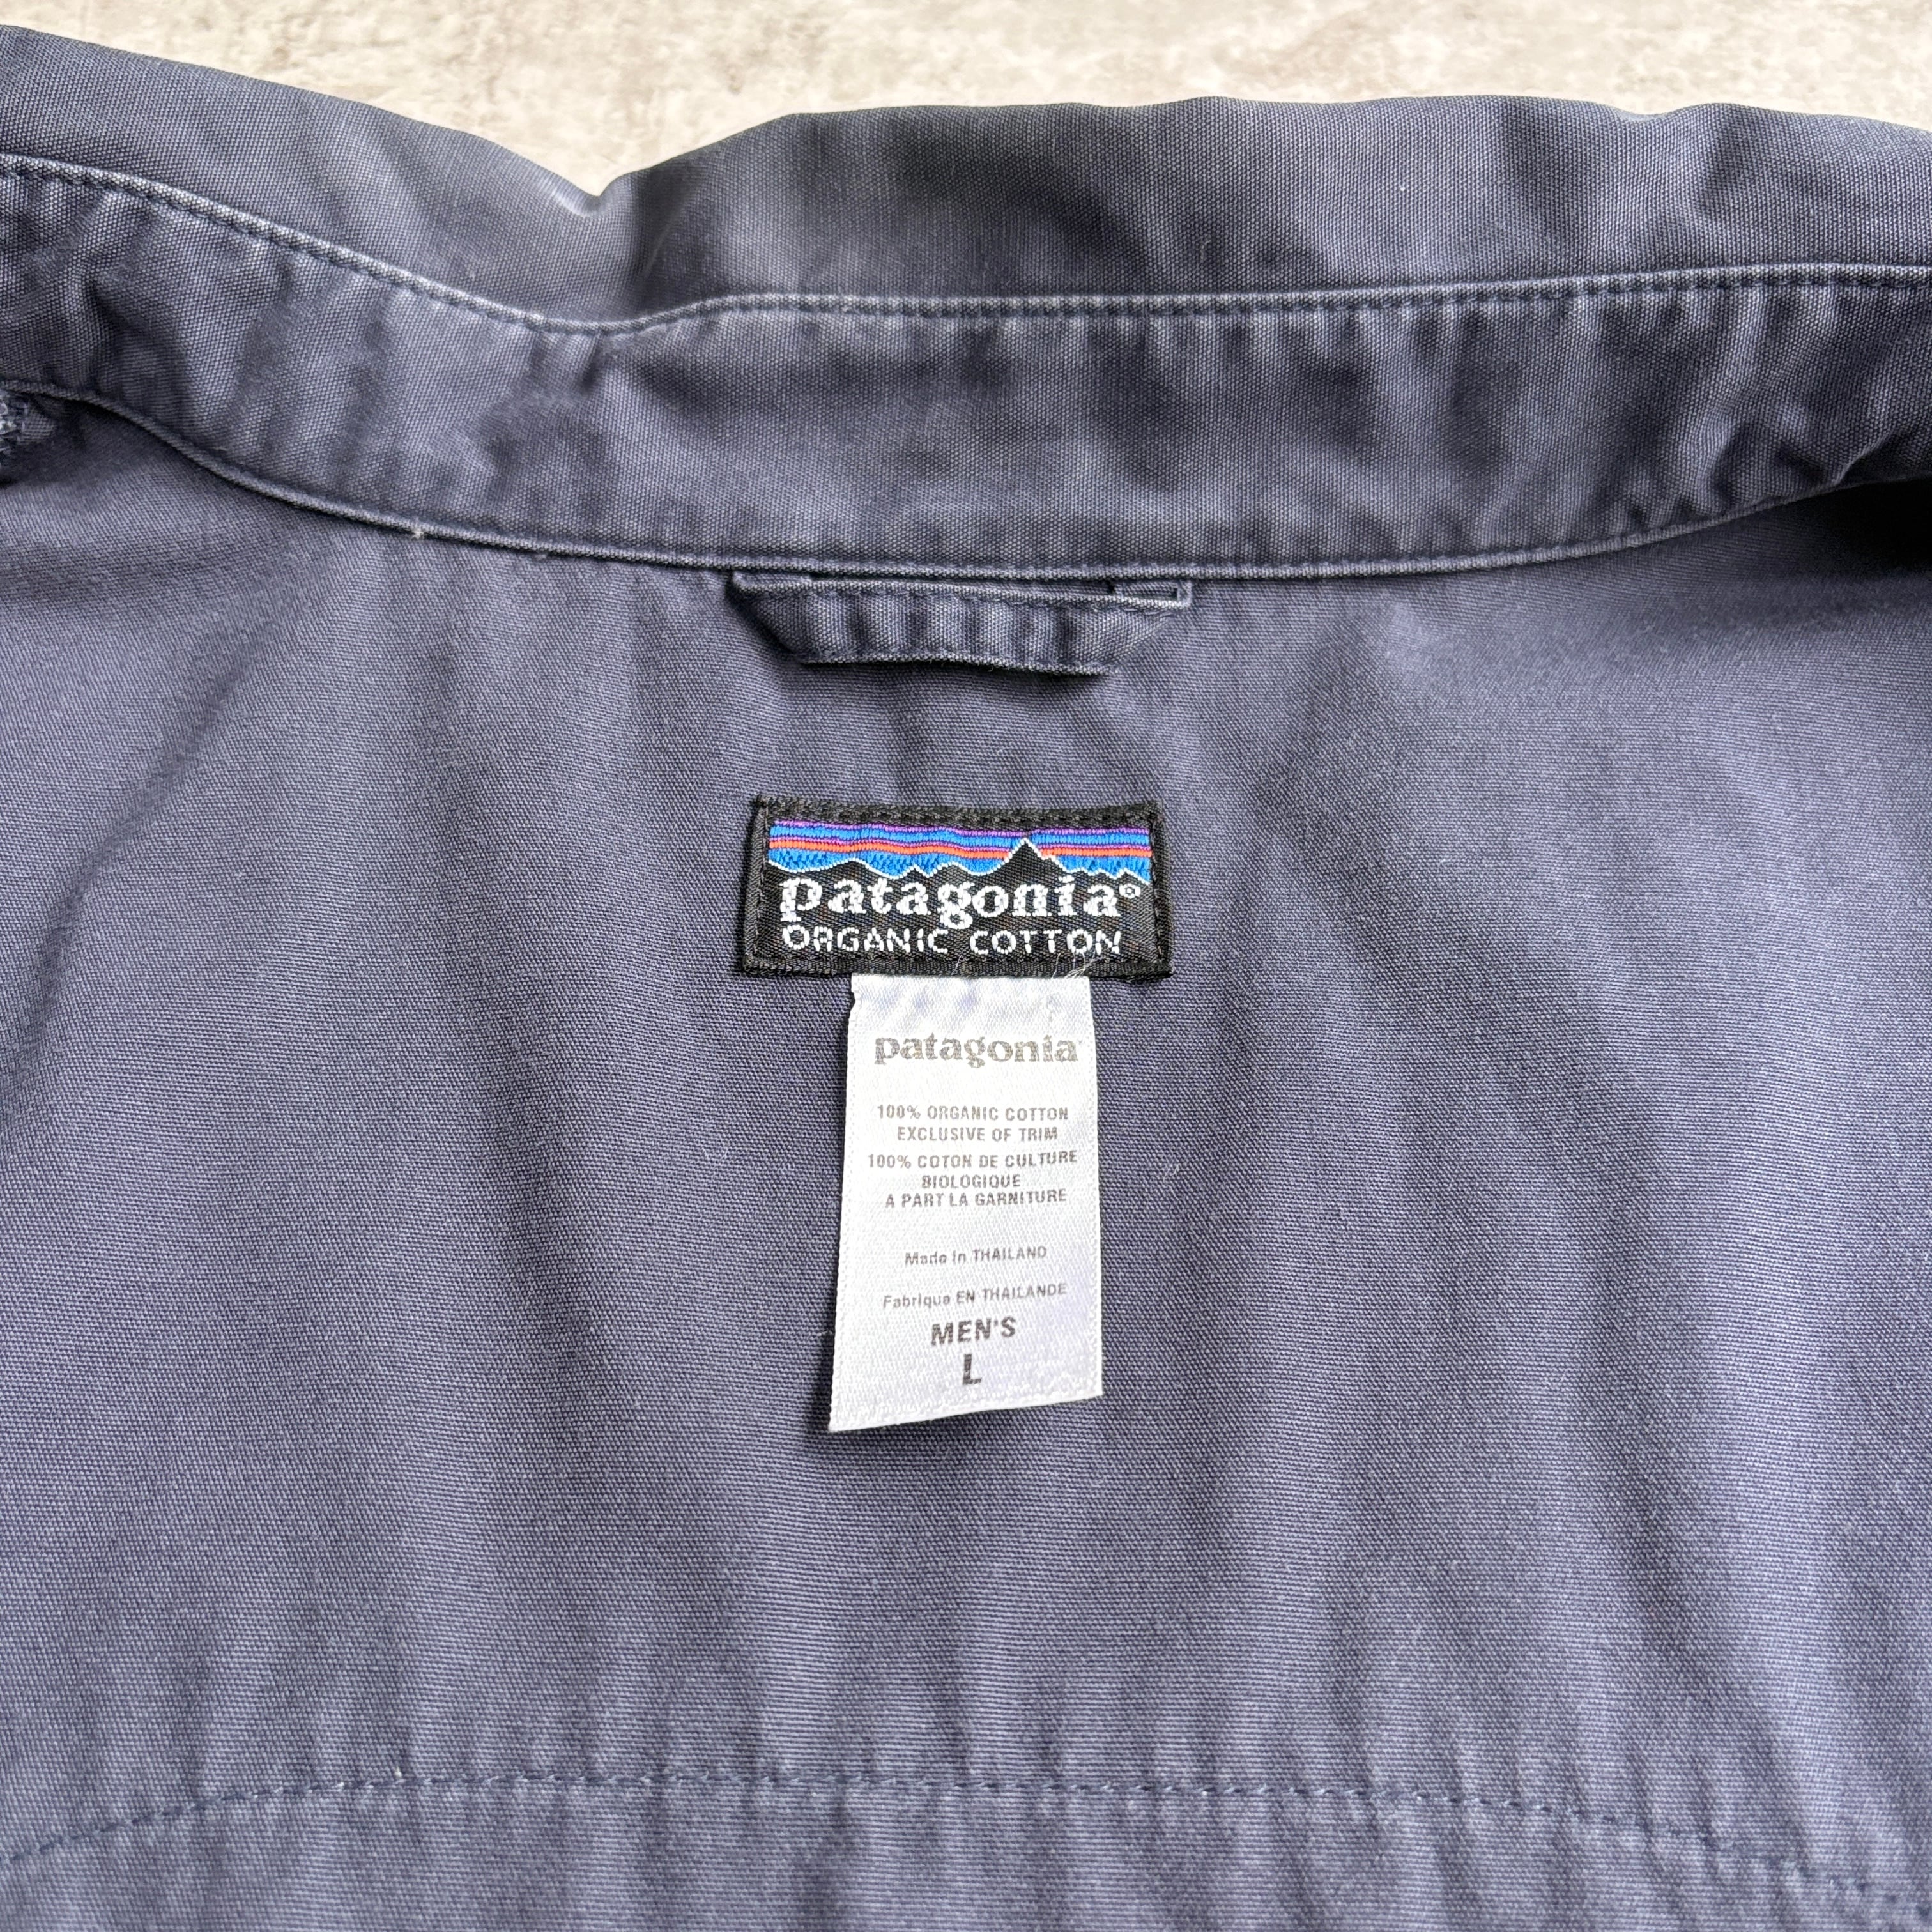 patagonia®
ORGANIC COTTON
patagonia
100% ORGANIC COTTON
EXCLUSIVE OF TRIM
100% COTON DE CULTURE
BIOLOGIQUE
A PART LA GARNITURE
Made in THAILAND
Fabrique EN THAILANDE
MEN'S
L